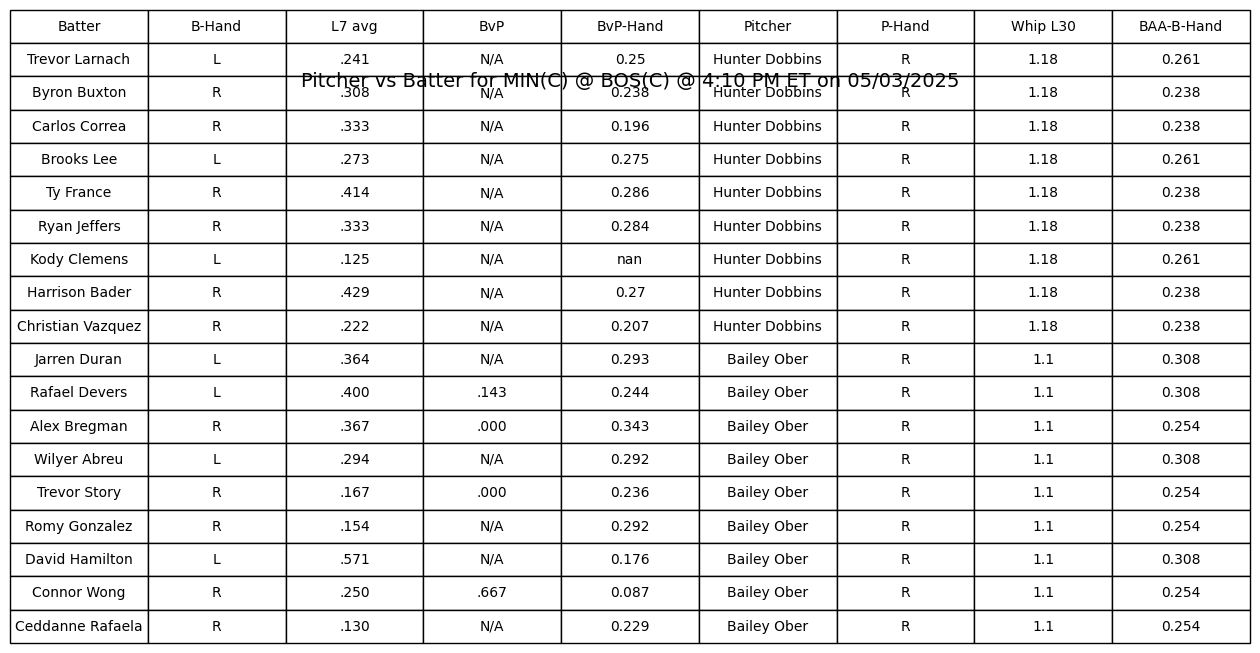 Batter B-Hand L7 avg BvP BvP-Hand Pitcher P-Hand Whip L30 BAA-B-Hand
Trevor Larnach L .241 N/A 0.25 Hunter Dobbins R 1.18 0.261
Pitcher vs Batter for MIN(C) @ BOS(C) @ 4:10 PM ET on 05/03/2025
Byron Buxton R .308 N/A 0.238 Hunter Dobbins R 1.18 0.238
Carlos Correa R .333 N/A 0.196 Hunter Dobbins R 1.18 0.238
Brooks Lee L .273 N/A 0.275 Hunter Dobbins R 1.18 0.261
Ty France R .414 N/A 0.286 Hunter Dobbins R 1.18 0.238
Ryan Jeffers R .333 N/A 0.284 Hunter Dobbins R 1.18 0.238
Kody Clemens L .125 N/A nan Hunter Dobbins R 1.18 0.261
Harrison Bader R .429 N/A 0.27 Hunter Dobbins R 1.18 0.238
Christian Vazquez R .222 N/A 0.207 Hunter Dobbins R 1.18 0.238
Jarren Duran L .364 N/A 0.293 Bailey Ober R 1.1 0.308
Rafael Devers L .400 .143 0.244 Bailey Ober R 1.1 0.308
Alex Bregman R .367 .000 0.343 Bailey Ober R 1.1 0.254
Wilyer Abreu L .294 N/A 0.292 Bailey Ober R 1.1 0.308
Trevor Story R .167 .000 0.236 Bailey Ober R 1.1 0.254
Romy Gonzalez R .154 N/A 0.292 Bailey Ober R 1.1 0.254
David Hamilton L .571 N/A 0.176 Bailey Ober R 1.1 0.308
Connor Wong R .250 .667 0.087 Bailey Ober R 1.1 0.254
Ceddanne Rafaela R .130 N/A 0.229 Bailey Ober R 1.1 0.254